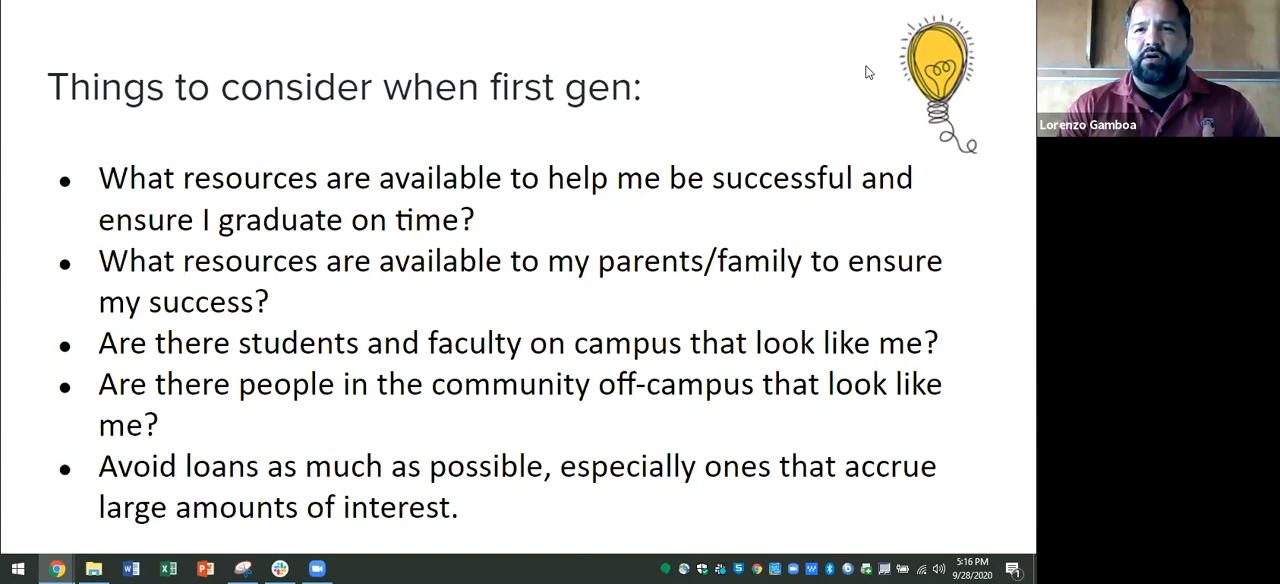 Things to consider when first gen:
Lorenzo Gamboa
• What resources are available to help me be successful and
ensure I graduate on time?
• What resources are available to my parents/family to ensure
my success?
• Are there students and faculty on campus that look like me?
• Are there people in the community off-campus that look like
me?
• Avoid loans as much as possible, especially ones that accrue
large amounts of interest.
5:16 PM
9/28/2020
1